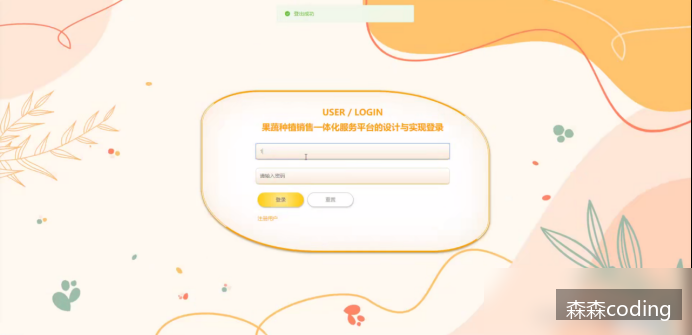 退出成功
USER / LOGIN
果蔬种植销售一体化服务平台的设计与实现登录
请输入密码
登录
重置
注册用户
森森coding